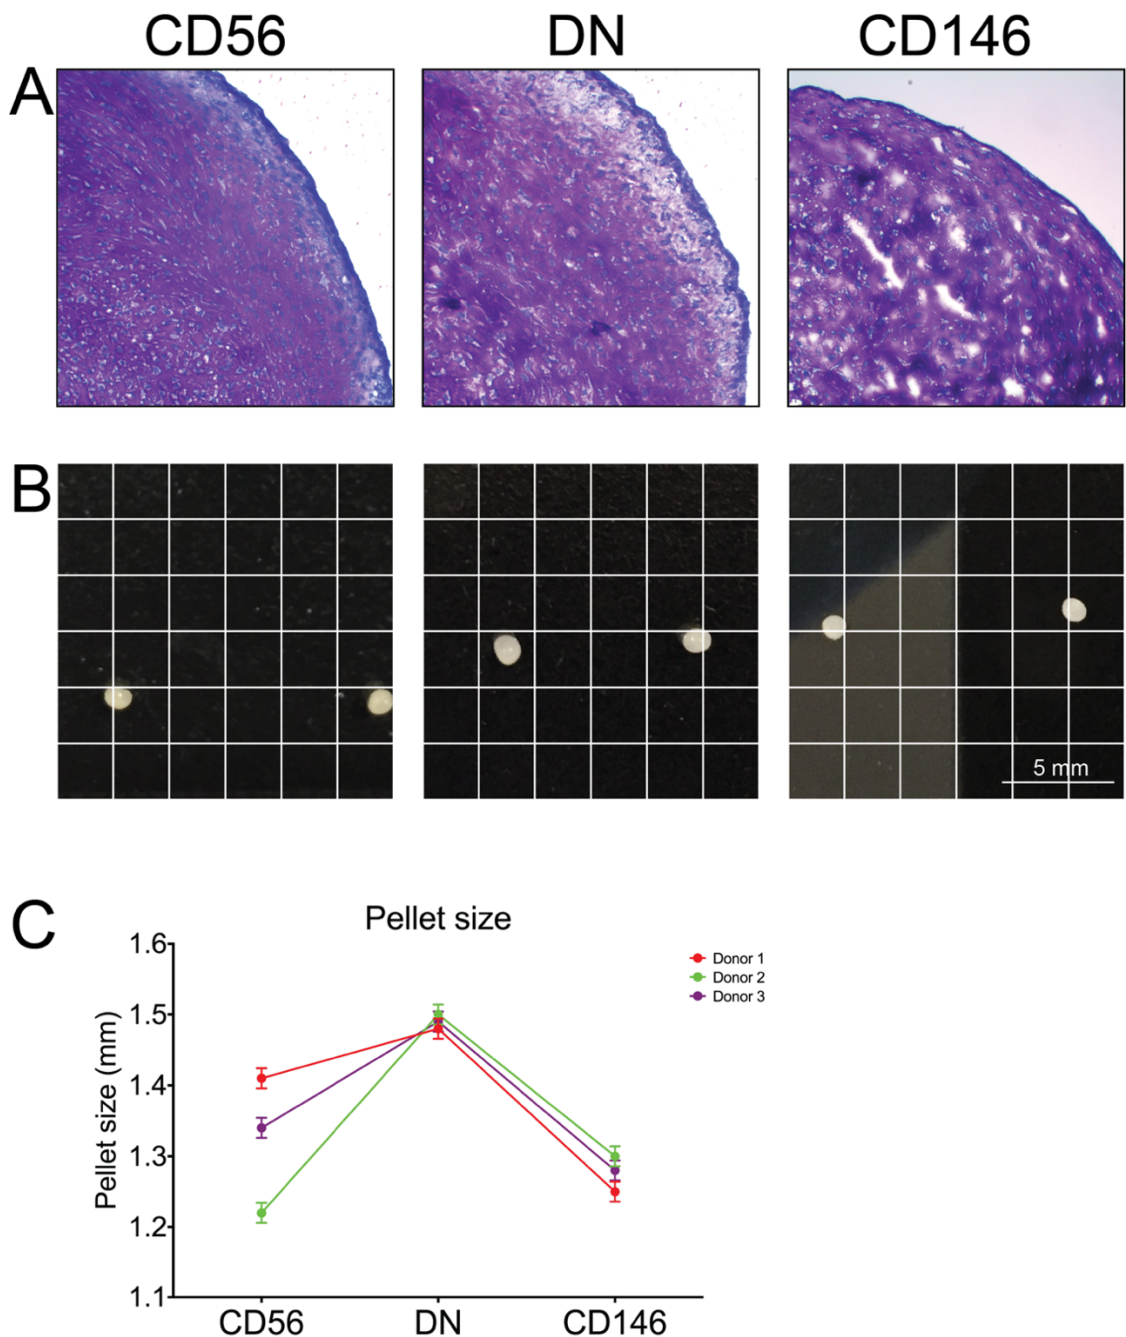 CD56 DN CD146
A
B
5 mm
C
Pellet size
Pellet size (mm)
1.6
1.5
1.4
1.3
1.2
1.1
CD56 DN CD146
Donor 1
Donor 2
Donor 3